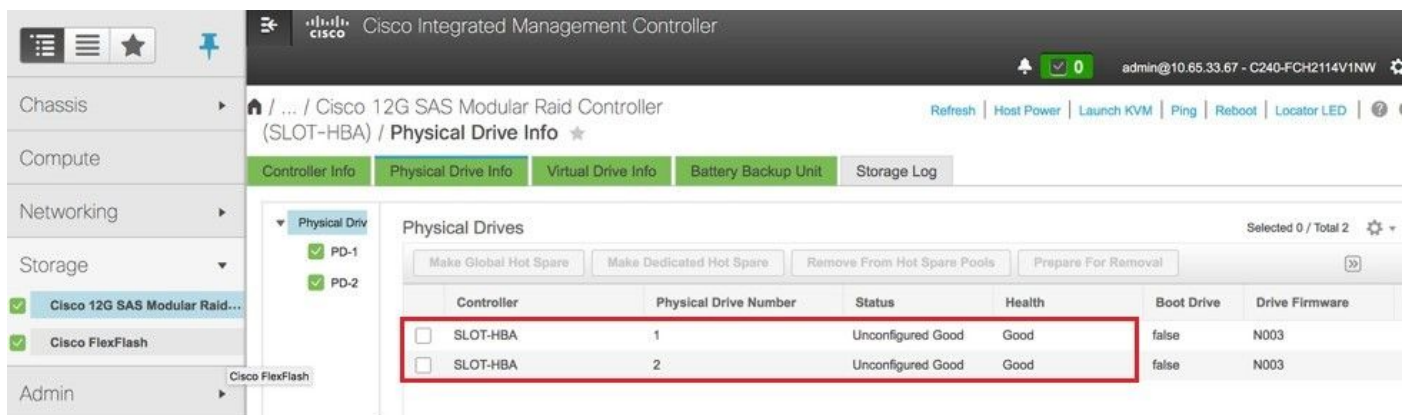 cisco Cisco Integrated Management Controller
0 admin@10.65.33.67 - C240-FCH2114V1NW
Chassis
Compute
Networking
Storage
Cisco 12G SAS Modular Raid...
Cisco FlexFlash
Cisco FlexFlash
Admin
/ ... / Cisco 12G SAS Modular Raid Controller
(SLOT-HBA) / Physical Drive Info
Refresh | Host Power | Launch KVM | Ping | Reboot | Locator LED |
Controller Info Physical Drive Info Virtual Drive Info Battery Backup Unit Storage Log
Physical Driv
PD-1
PD-2
Physical Drives Selected 0 / Total 2
Make Global Hot Spare Make Dedicated Hot Spare Remove From Hot Spare Pools Prepare For Removal
Controller Physical Drive Number Status Health Boot Drive Drive Firmware
SLOT-HBA 1 Unconfigured Good Good false N003
SLOT-HBA 2 Unconfigured Good Good false N003